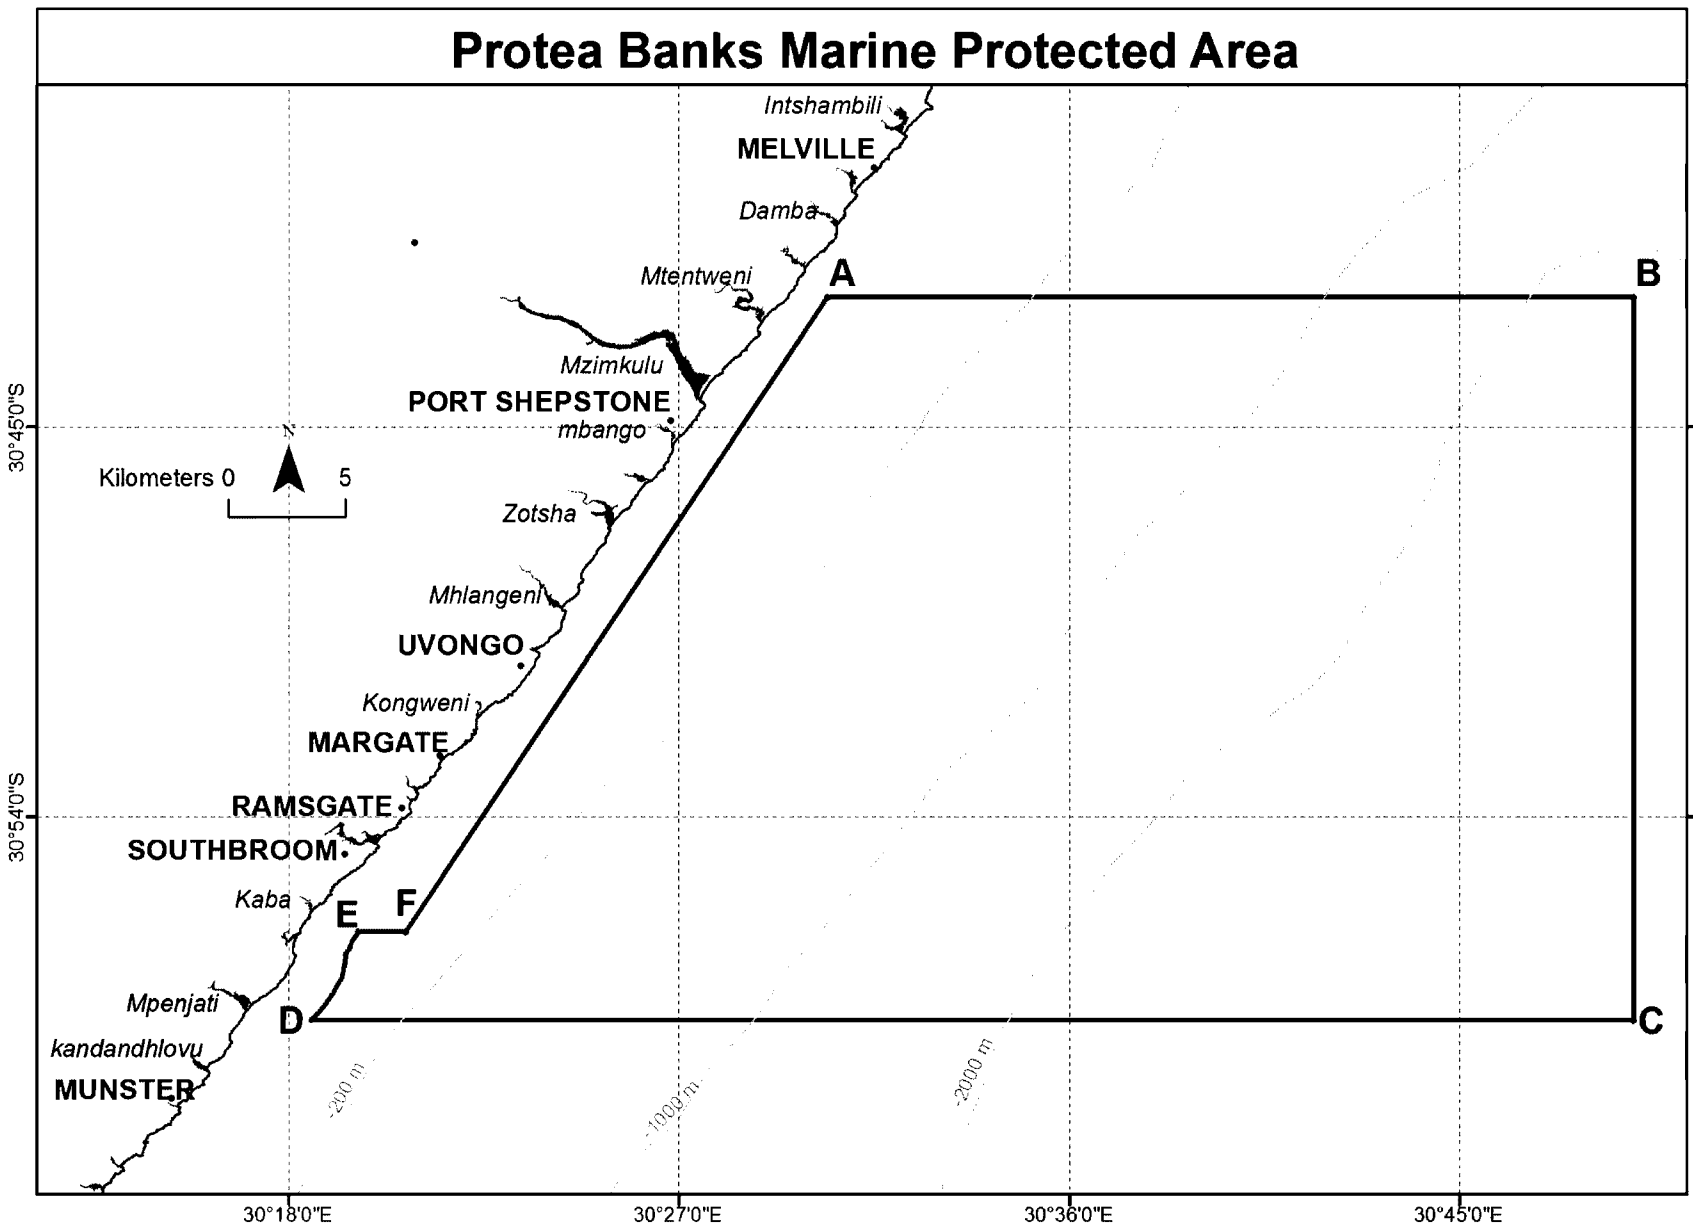 Protea Banks Marine Protected Area
Intshambili
MELVILLE
Damba
A
B
Mtentweni
Mzimkulu
PORT SHEPSTONE
mbango
30°45'0"S
N
Kilometers 0 5
Zotsha
Mhlangeni
UVONGO
Kongweni
MARGATE
RAMSGATE
30°54'0"S
SOUTHBROOM
Kaba
E
F
Mpenjati
D
C
kandandhlovu
MUNSTER
-200 m
-1000 m
-2000 m
30°18'0"E
30°27'0"E
30°36'0"E
30°45'0"E